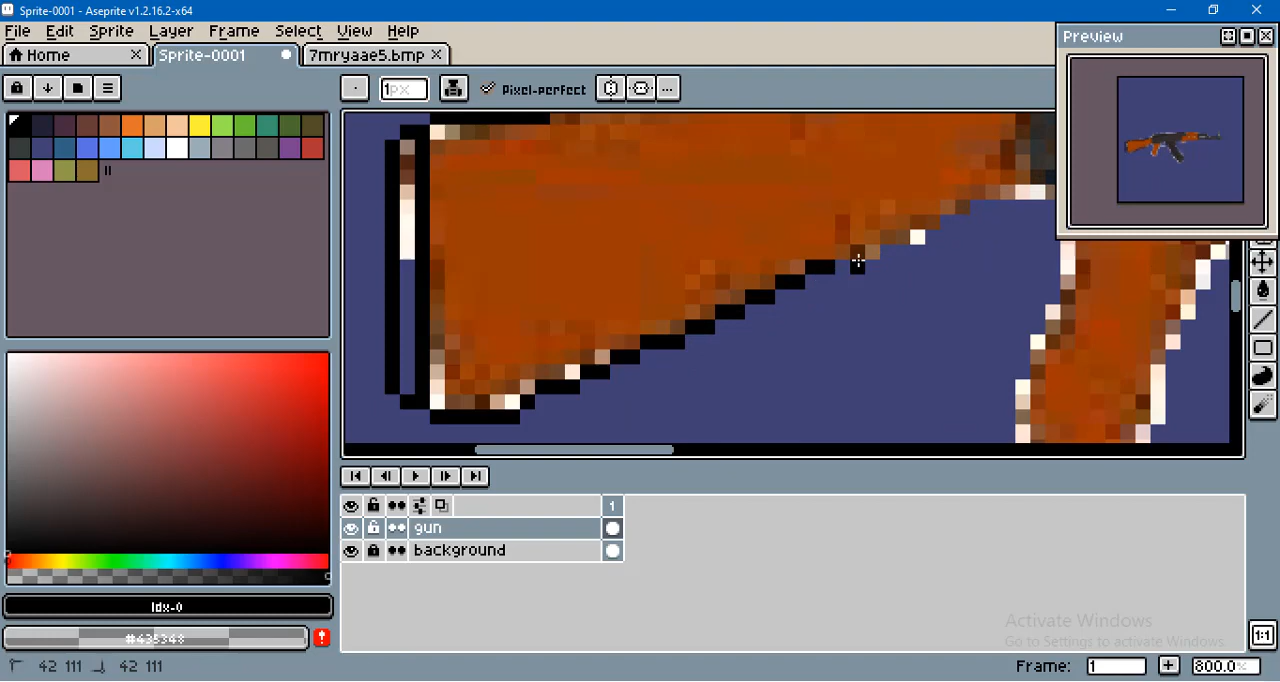 Sprite-0001 - Aseprite v1.2.16.2-x64
File Edit Sprite Layer Frame Select View Help
Home Sprite-0001 7mryaae5.bmp
Preview
1px Pixel-perfect
1
gun
background
Idx-0
#435348
Activate Windows
Go to Settings to activate Windows.
1:1
42 111 42 111
Frame: 1 800.0%